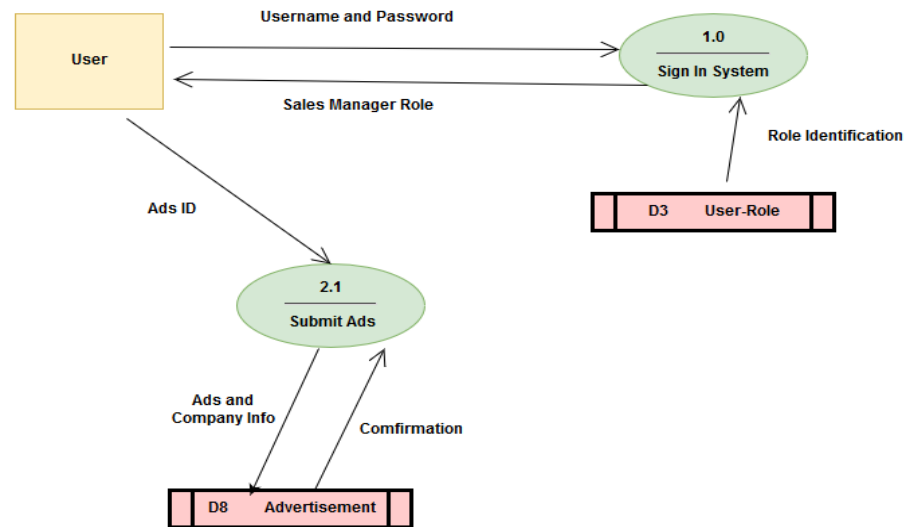 Username and Password
User
1.0
Sign In System
Sales Manager Role
Role Identification
D3 User-Role
Ads ID
2.1
Submit Ads
Ads and
Company Info
Comfirmation
D8 Advertisement